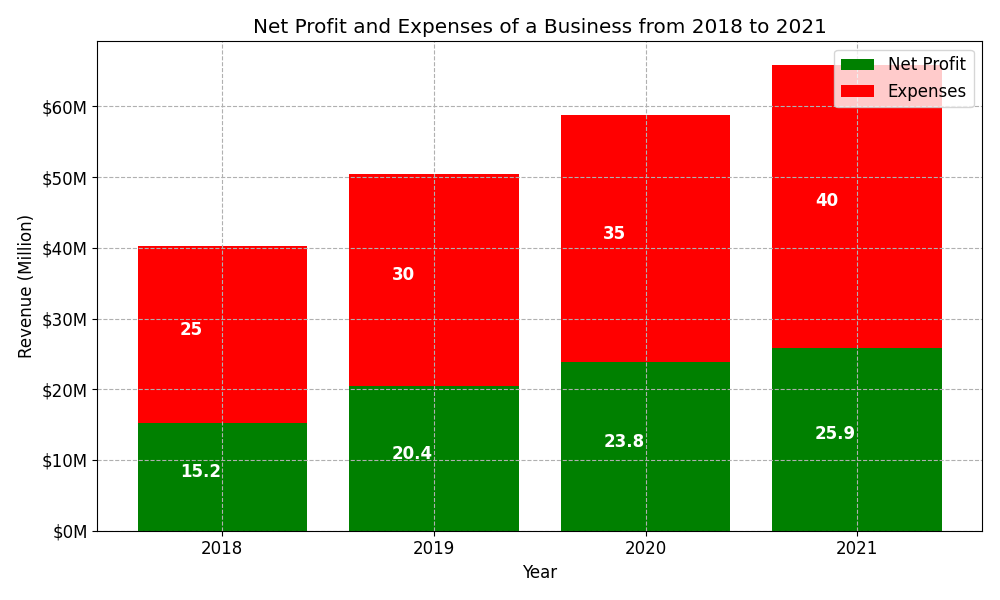 Net Profit and Expenses of a Business from 2018 to 2021
Net Profit
Expenses
Revenue (Million)
$60M
$50M
$40M
$30M
$20M
$10M
$0M
25
30
35
40
15.2
20.4
23.8
25.9
2018
2019
2020
2021
Year